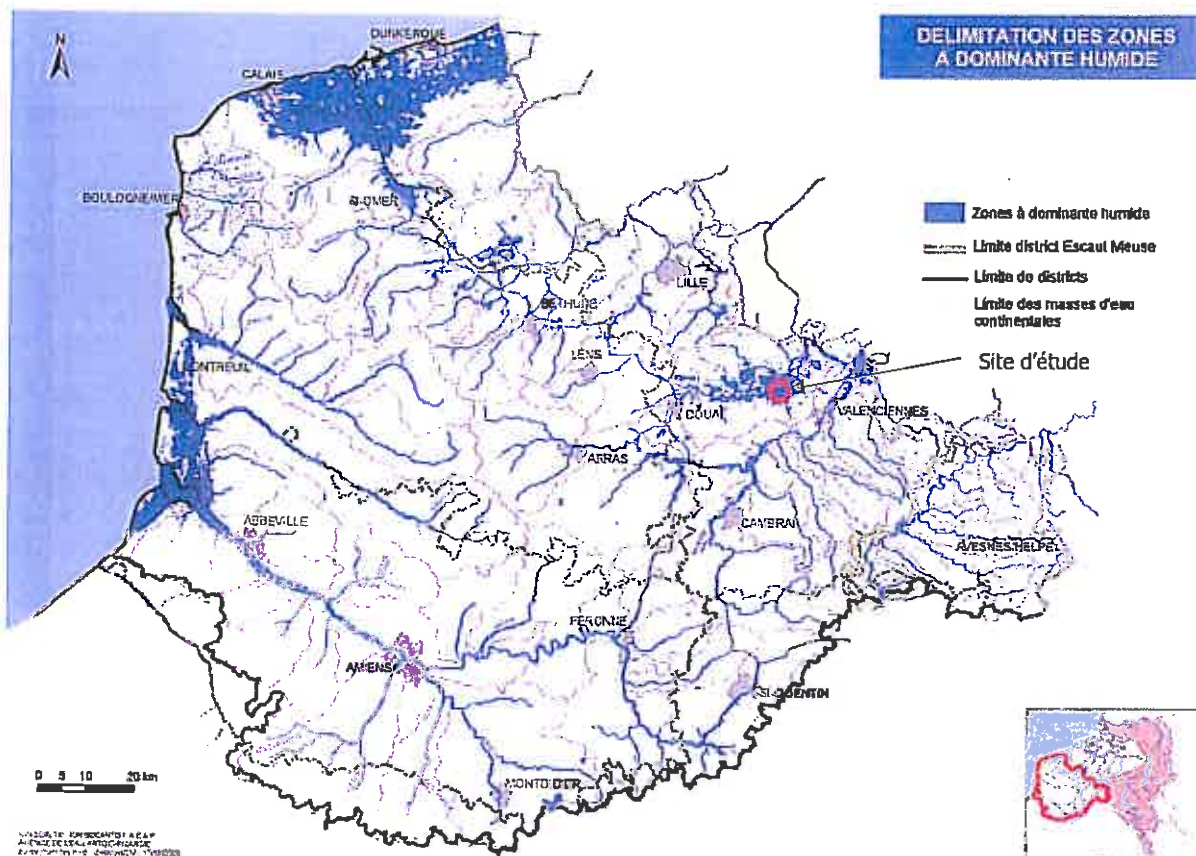 DELIMITATION DES ZONES
A DOMINANTE HUMIDE
N
DUNKERQUE
CALAIS
BOULOGNE/MER
ST-OMER
Zones à dominante humide
Limite district Escaut Meuse
Limite de districts
Limite des masses d'eau
continentales
LILLE
BETHUNE
LENS
Site d'étude
MONTREUIL
DOUAI
VALENCIENNES
ARRAS
CAMBRAI
ABBEVILLE
AVESNES/HELPE
PERONNE
AMIENS
ST-QUENTIN
0 5 10 20 km